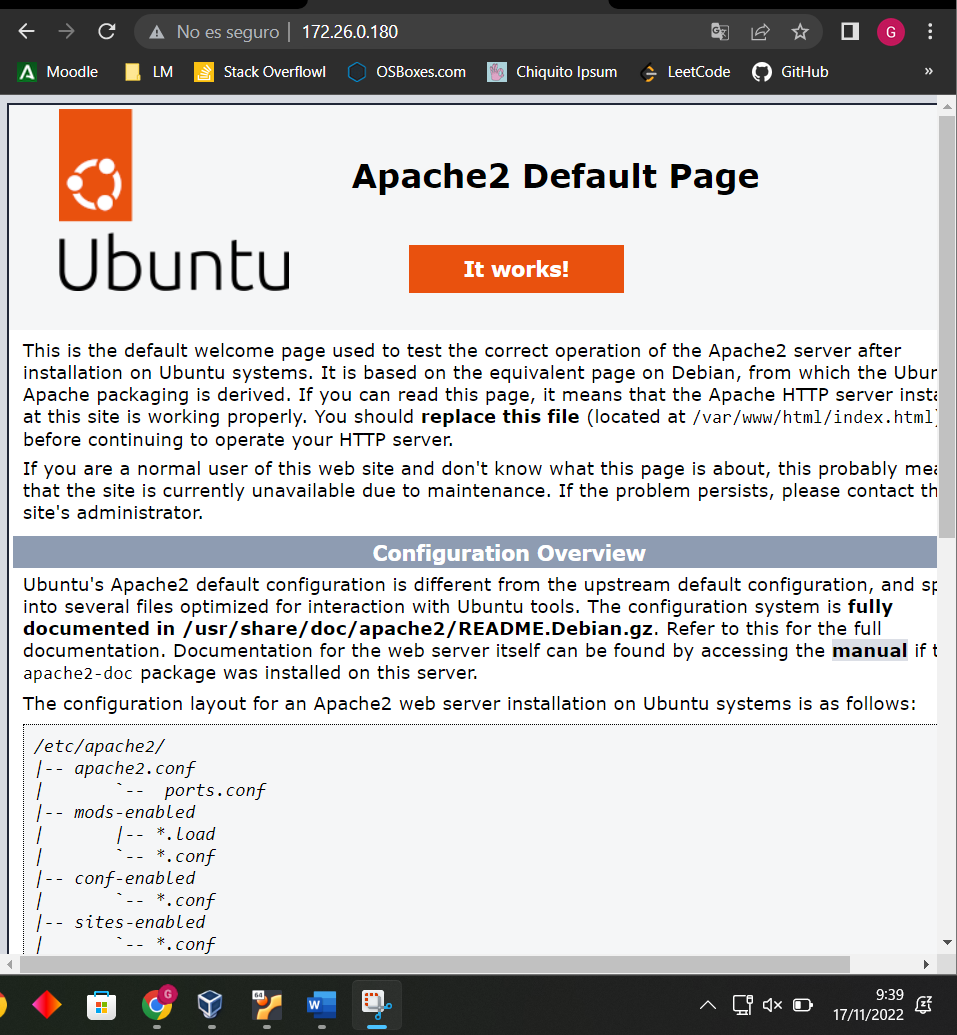 No es seguro | 172.26.0.180
G
Moodle
LM
Stack Overflowl
OSBoxes.com
Chiquito Ipsum
LeetCode
GitHub
»
Ubuntu
Apache2 Default Page
It works!
This is the default welcome page used to test the correct operation of the Apache2 server after
installation on Ubuntu systems. It is based on the equivalent page on Debian, from which the Ubun
Apache packaging is derived. If you can read this page, it means that the Apache HTTP server insta
at this site is working properly. You should replace this file (located at /var/www/html/index.html)
before continuing to operate your HTTP server.
If you are a normal user of this web site and don't know what this page is about, this probably mea
that the site is currently unavailable due to maintenance. If the problem persists, please contact th
site's administrator.
Configuration Overview
Ubuntu's Apache2 default configuration is different from the upstream default configuration, and sp
into several files optimized for interaction with Ubuntu tools. The configuration system is fully
documented in /usr/share/doc/apache2/README.Debian.gz. Refer to this for the full
documentation. Documentation for the web server itself can be found by accessing the manual if t
apache2-doc package was installed on this server.
The configuration layout for an Apache2 web server installation on Ubuntu systems is as follows:
/etc/apache2/
|-- apache2.conf
|       `--  ports.conf
|-- mods-enabled
|       |-- *.load
|       `-- *.conf
|-- conf-enabled
|       `-- *.conf
|-- sites-enabled
|       `-- *.conf
G
64
W
9:39
17/11/2022